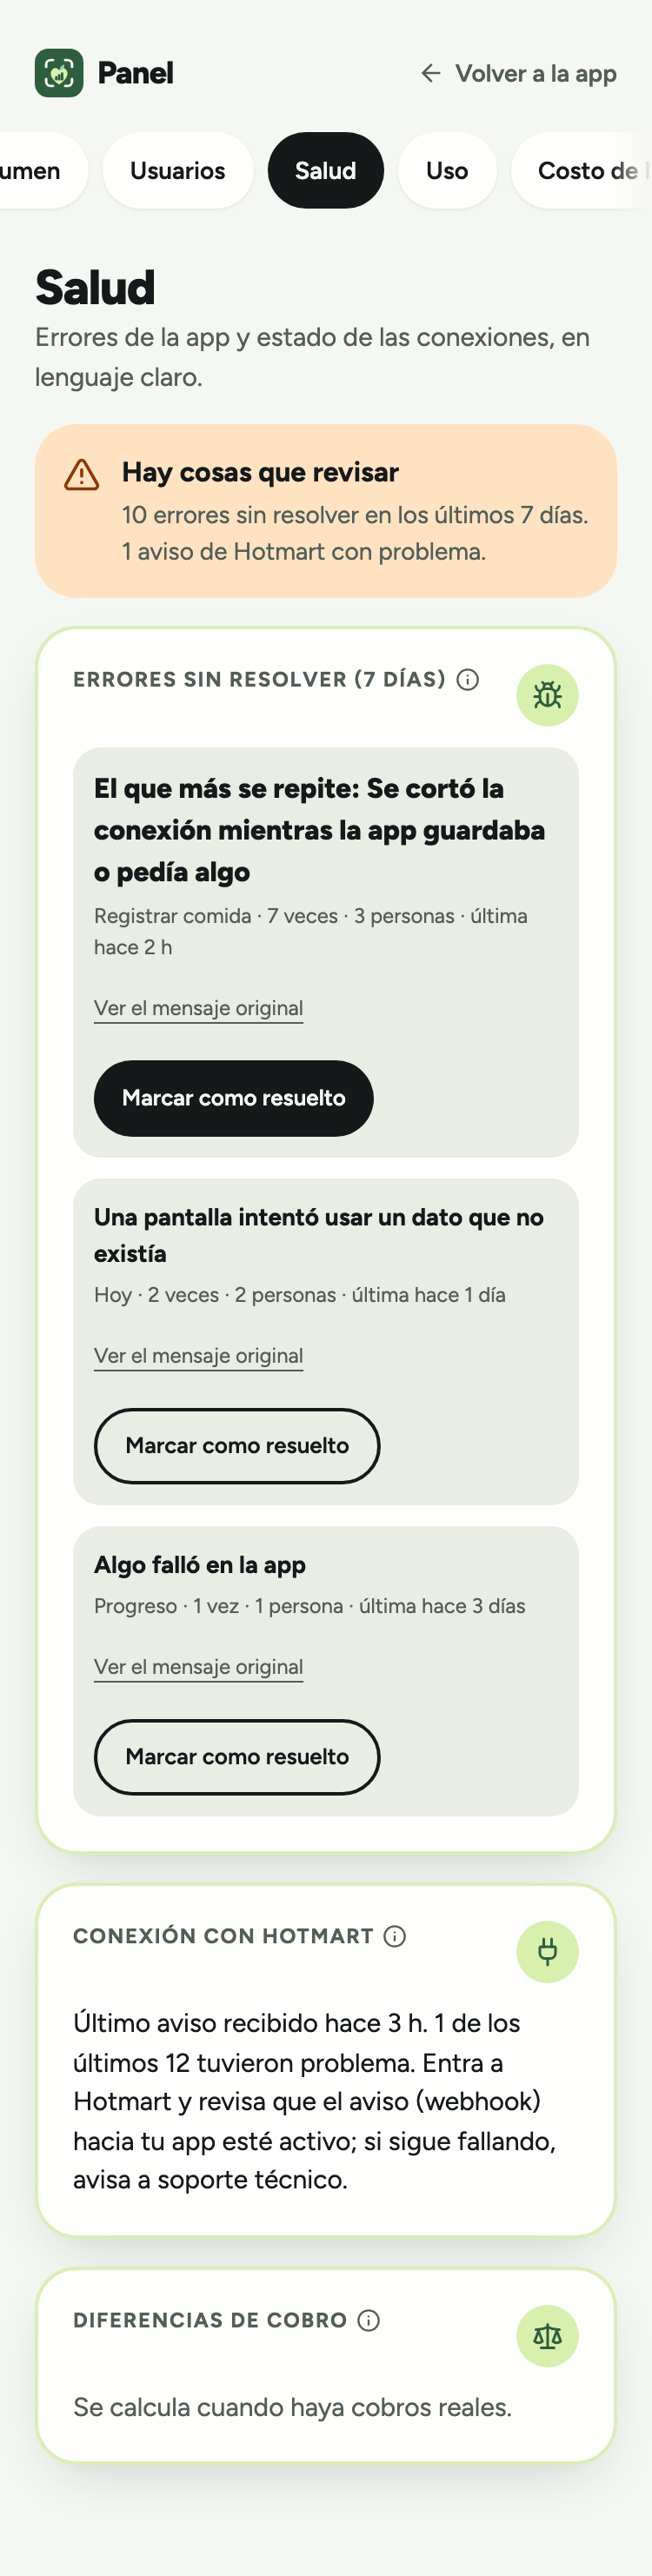 Panel
Volver a la app
umen
Usuarios
Salud
Uso
Costo de
Salud
Errores de la app y estado de las conexiones, en
lenguaje claro.
Hay cosas que revisar
10 errores sin resolver en los últimos 7 días.
1 aviso de Hotmart con problema.
ERRORES SIN RESOLVER (7 DÍAS)
El que más se repite: Se cortó la
conexión mientras la app guardaba
o pedía algo
Registrar comida · 7 veces · 3 personas · última
hace 2 h
Ver el mensaje original
Marcar como resuelto
Una pantalla intentó usar un dato que no
existía
Hoy · 2 veces · 2 personas · última hace 1 día
Ver el mensaje original
Marcar como resuelto
Algo falló en la app
Progreso · 1 vez · 1 persona · última hace 3 días
Ver el mensaje original
Marcar como resuelto
CONEXIÓN CON HOTMART
Último aviso recibido hace 3 h. 1 de los
últimos 12 tuvieron problema. Entra a
Hotmart y revisa que el aviso (webhook)
hacia tu app esté activo; si sigue fallando,
avisa a soporte técnico.
DIFERENCIAS DE COBRO
Se calcula cuando haya cobros reales.